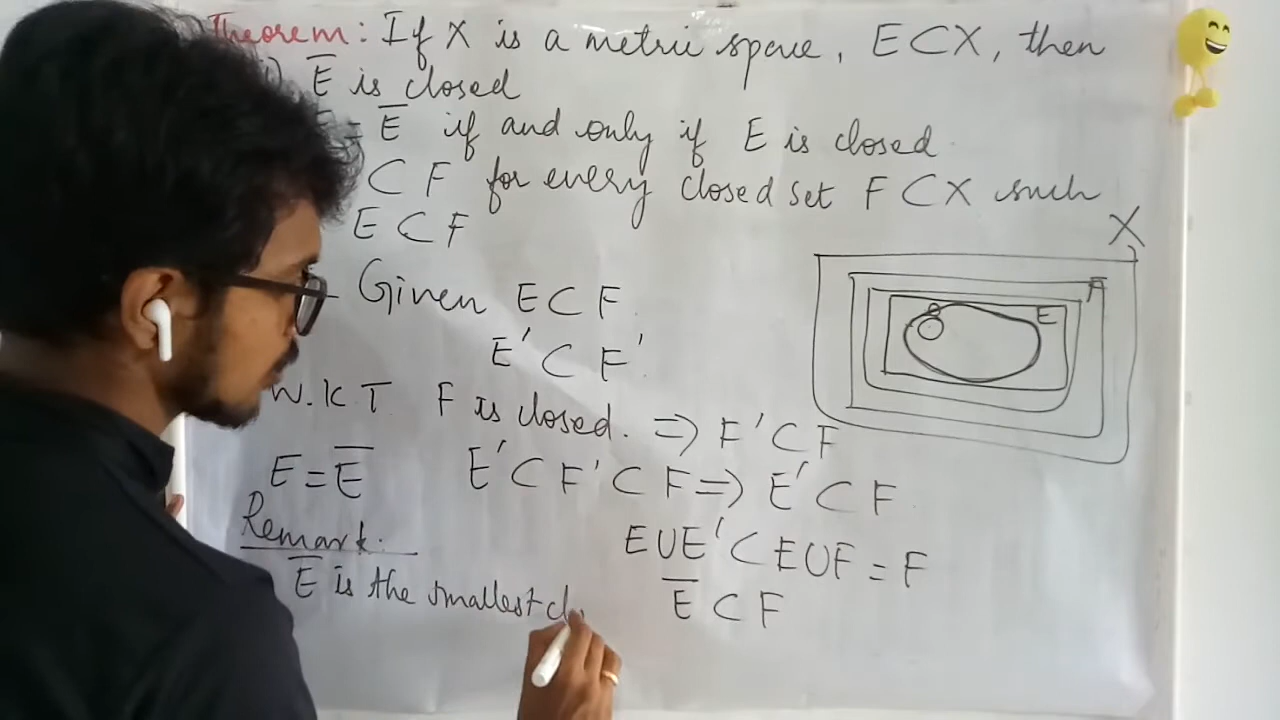 Theorem: If X is a metric space, E ⊂ X, then
) E̅ is closed
= E̅ if and only if E is closed
⊂ F for every closed set F ⊂ X such
E ⊂ F
X
F
E
Given E ⊂ F.
E' ⊂ F'.
W.K.T F is closed. ⇒ F' ⊂ F
E = E̅ E' ⊂ F' ⊂ F ⇒ E' ⊂ F.
Remark:
E ∪ E' ⊂ E ∪ F = F
E̅ is the smallest cl
E̅ ⊂ F